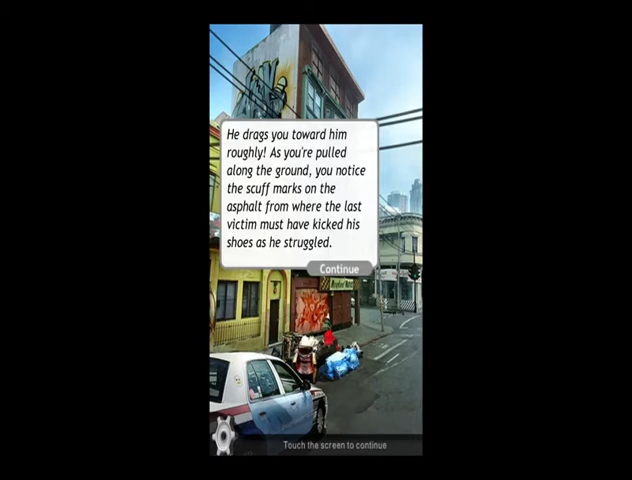 He drags you toward him
roughly! As you're pulled
along the ground, you notice
the scuff marks on the
asphalt from where the last
victim must have kicked his
shoes as he struggled.
Continue
Touch the screen to continue